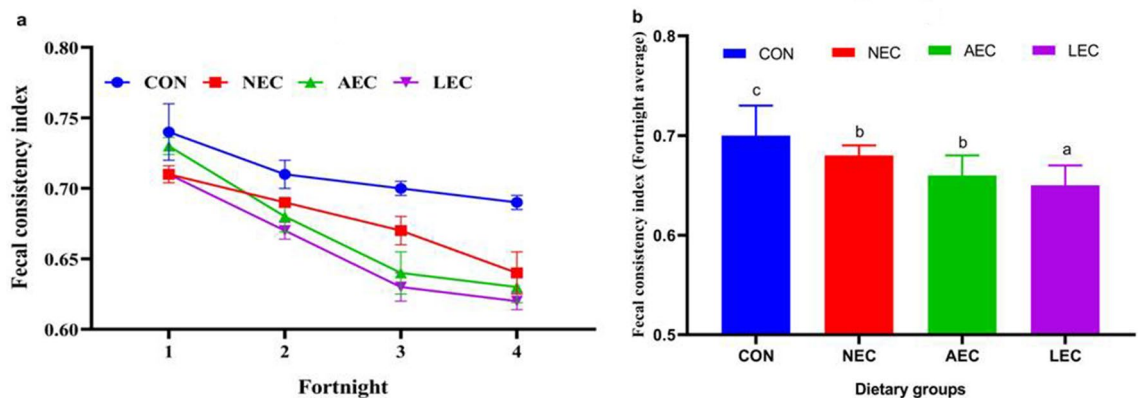 a
Fecal consistency index
0.80
0.75
0.70
0.65
0.60
CON NEC AEC LEC
1 2 3 4
Fortnight
b
Fecal consistency index (Fortnight average)
0.8
0.7
0.6
0.5
CON NEC AEC LEC
c b b a
CON NEC AEC LEC
Dietary groups